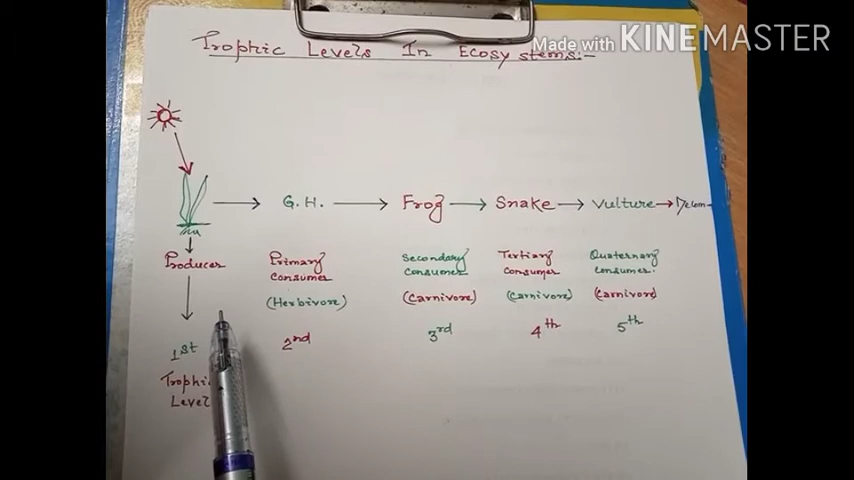 Made with KINEMASTER
Trophic Levels In Ecosystems:-
G. H. Frog Snake Vulture
Producer Primary Consumer Secondary Consumer Tertiary Consumer Quaternary Consumer.
(Herbivore) (Carnivore) (Carnivore) (Carnivore)
1st 2nd 3rd 4th 5th
Trophic
Level